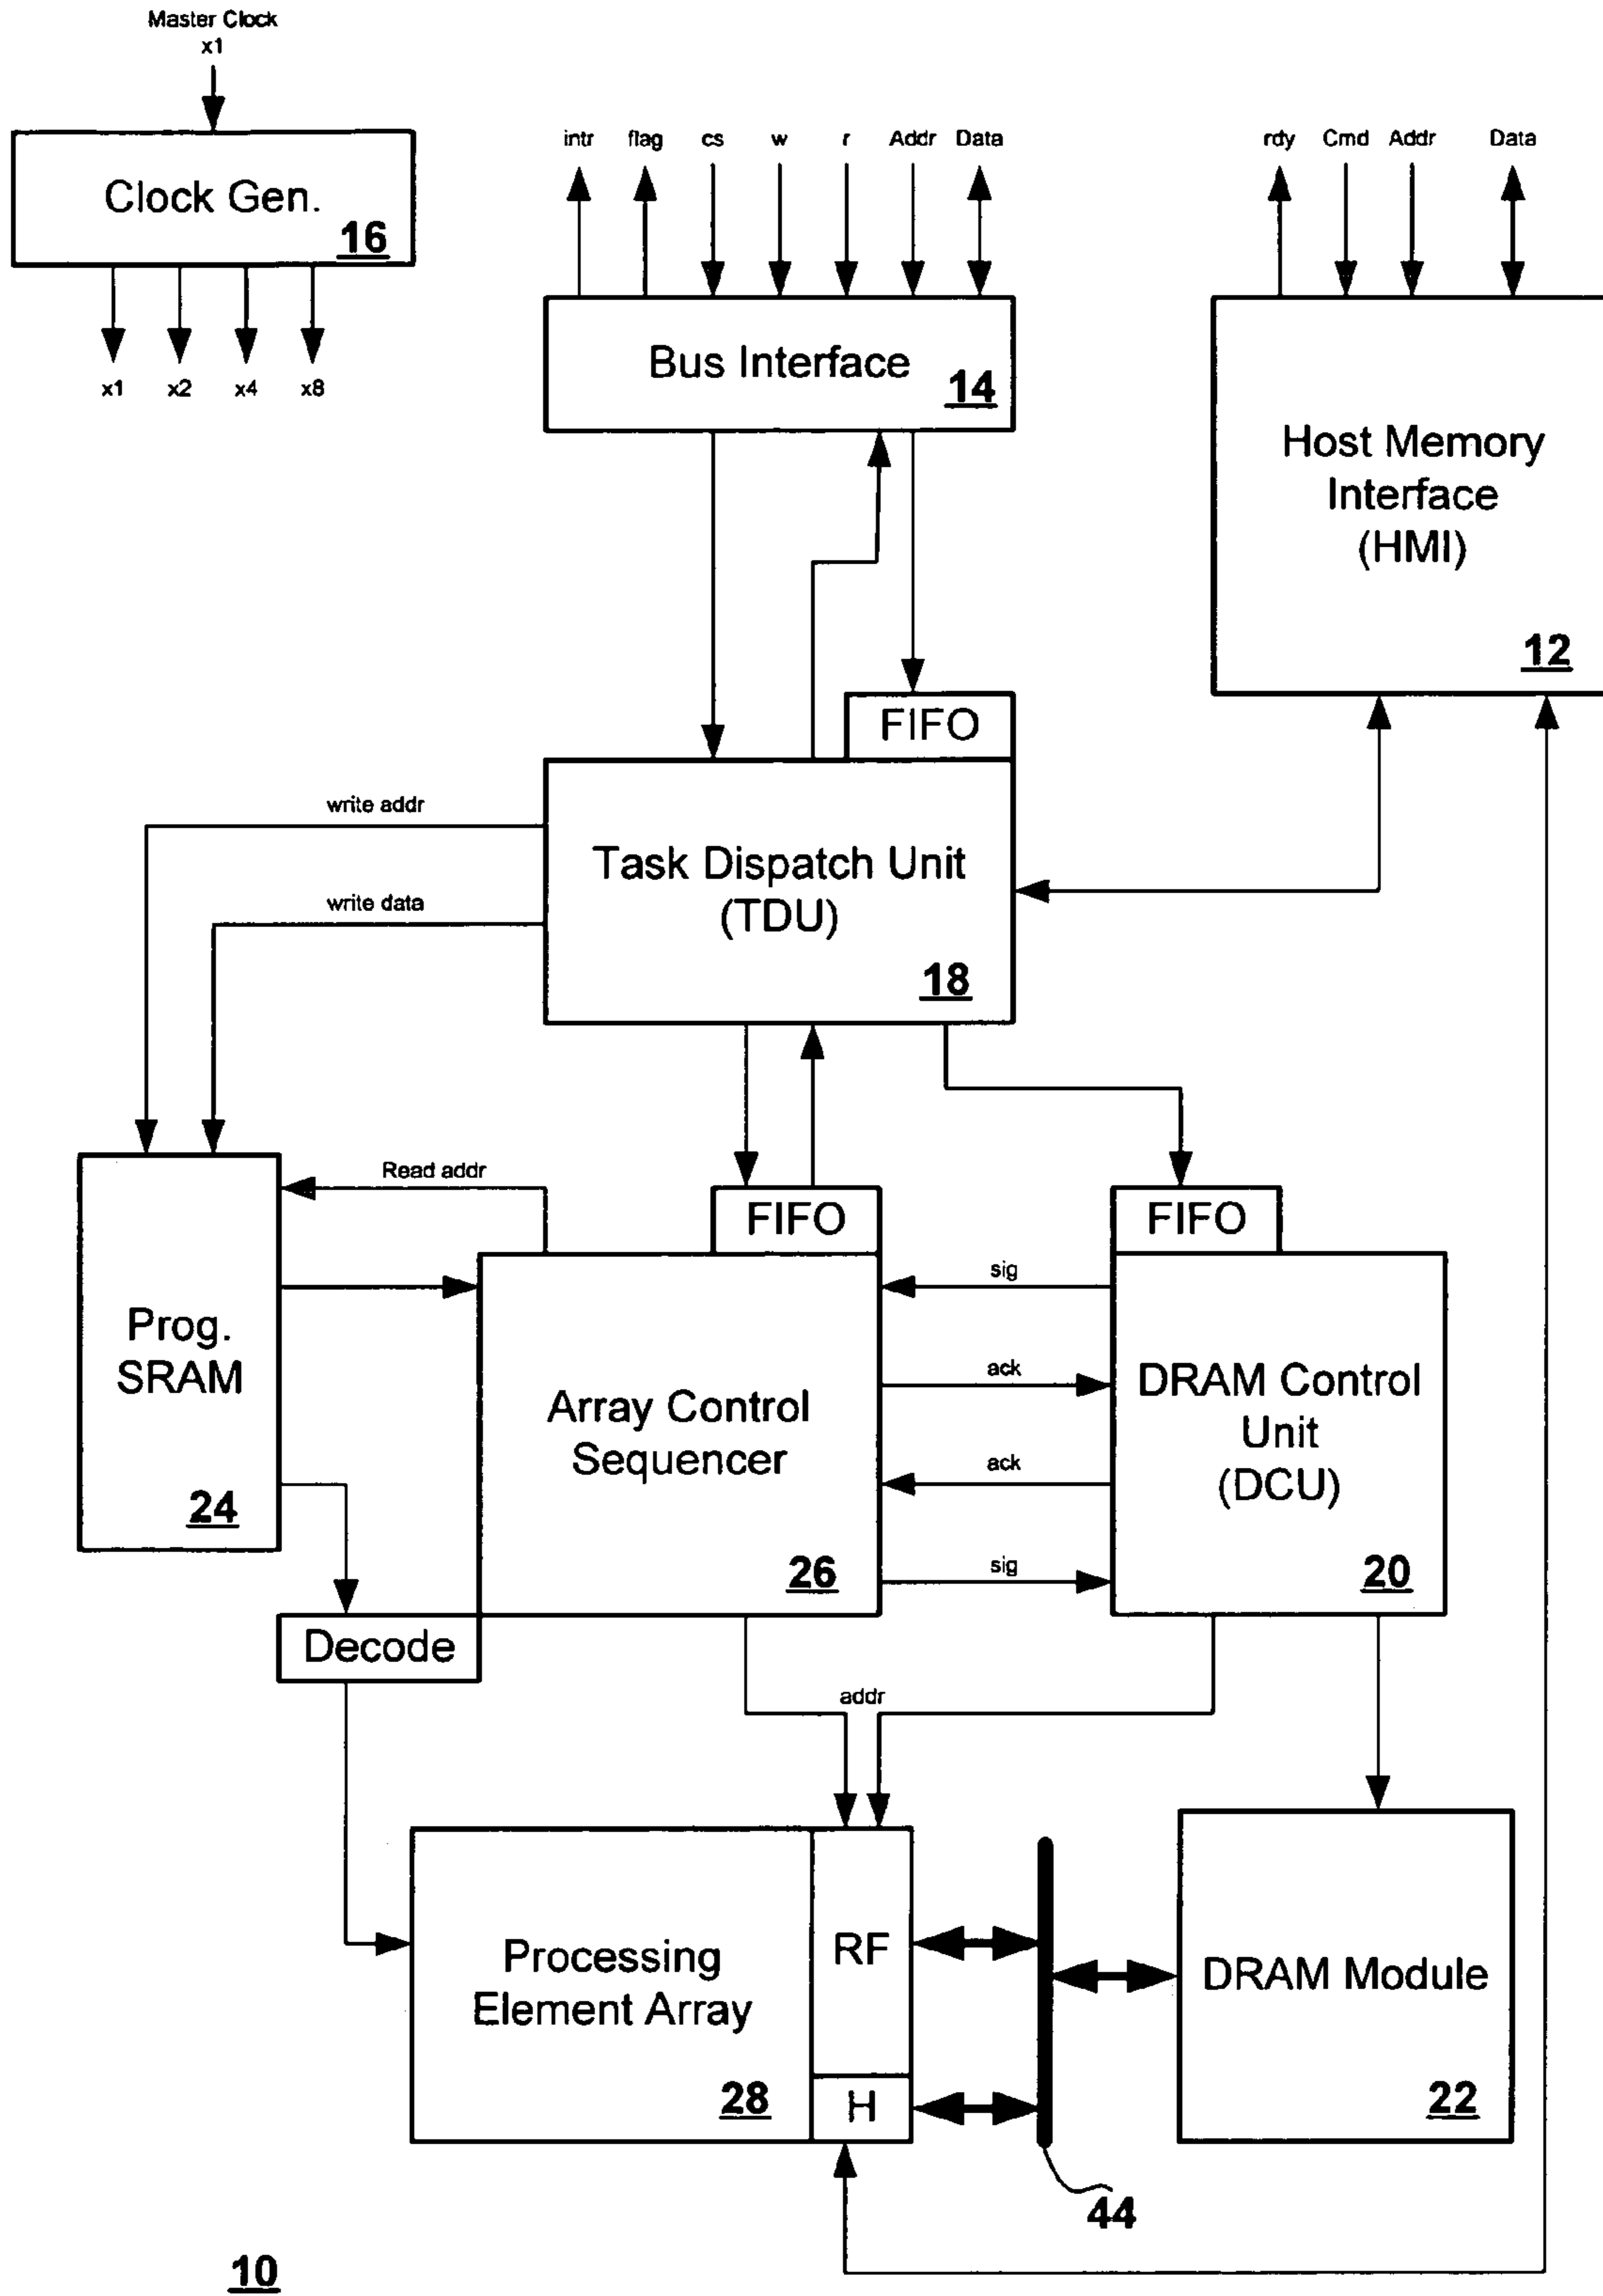 Master Clock
x1
Clock Gen.
16
x1 x2 x4 x8
intr flag cs w r Addr Data
Bus Interface
14
rdy Cmd Addr Data
Host Memory
Interface
(HMI)
12
FIFO
Task Dispatch Unit
(TDU)
18
write addr
write data
Prog.
SRAM
24
Read addr
FIFO
Array Control
Sequencer
26
Decode
sig
ack
ack
sig
FIFO
DRAM Control
Unit
(DCU)
20
addr
Processing
Element Array
28
RF
H
44
DRAM Module
22
10